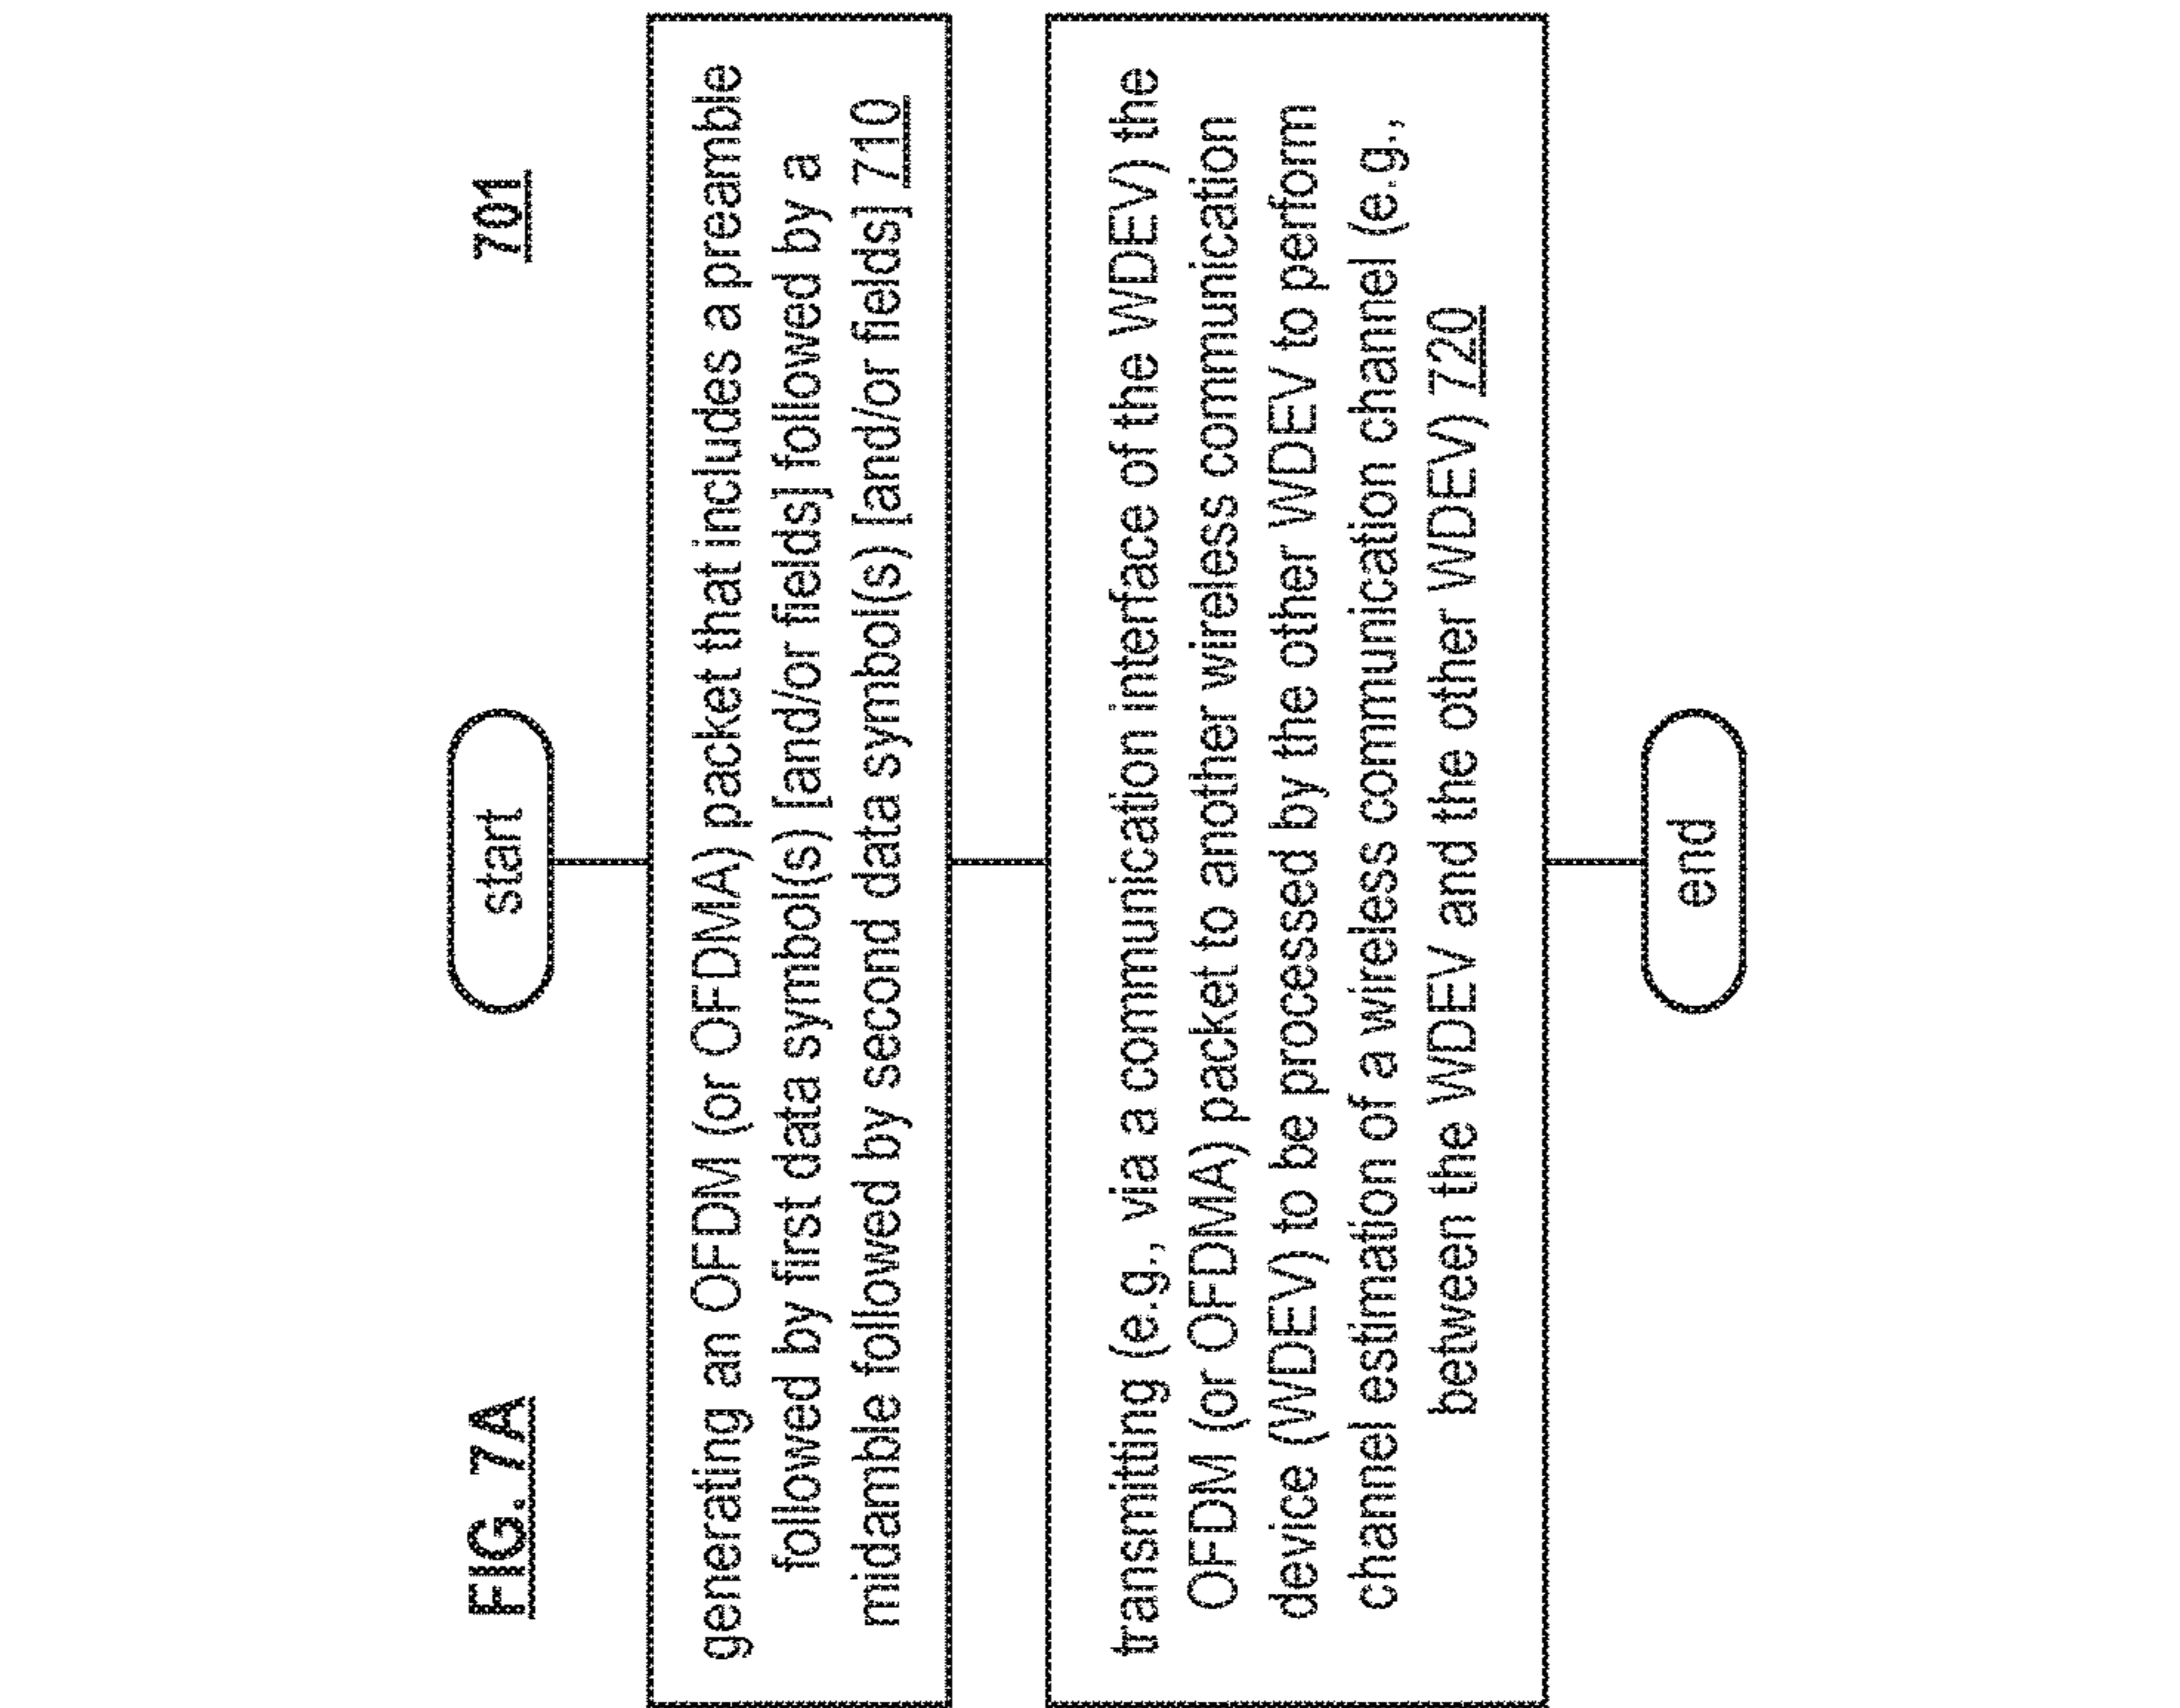 FIG. 7A
701
start
generating an OFDM (or OFDMA) packet that includes a preamble
followed by first data symbol(s) [and/or fields] followed by a
midamble followed by second data symbol(s) [and/or fields] 710
transmitting (e.g., via a communication interface of the WDEV) the
OFDM (or OFDMA) packet to another wireless communication
device (WDEV) to be processed by the other WDEV to perform
channel estimation of a wireless communication channel (e.g.,
between the WDEV and the other WDEV) 720
end